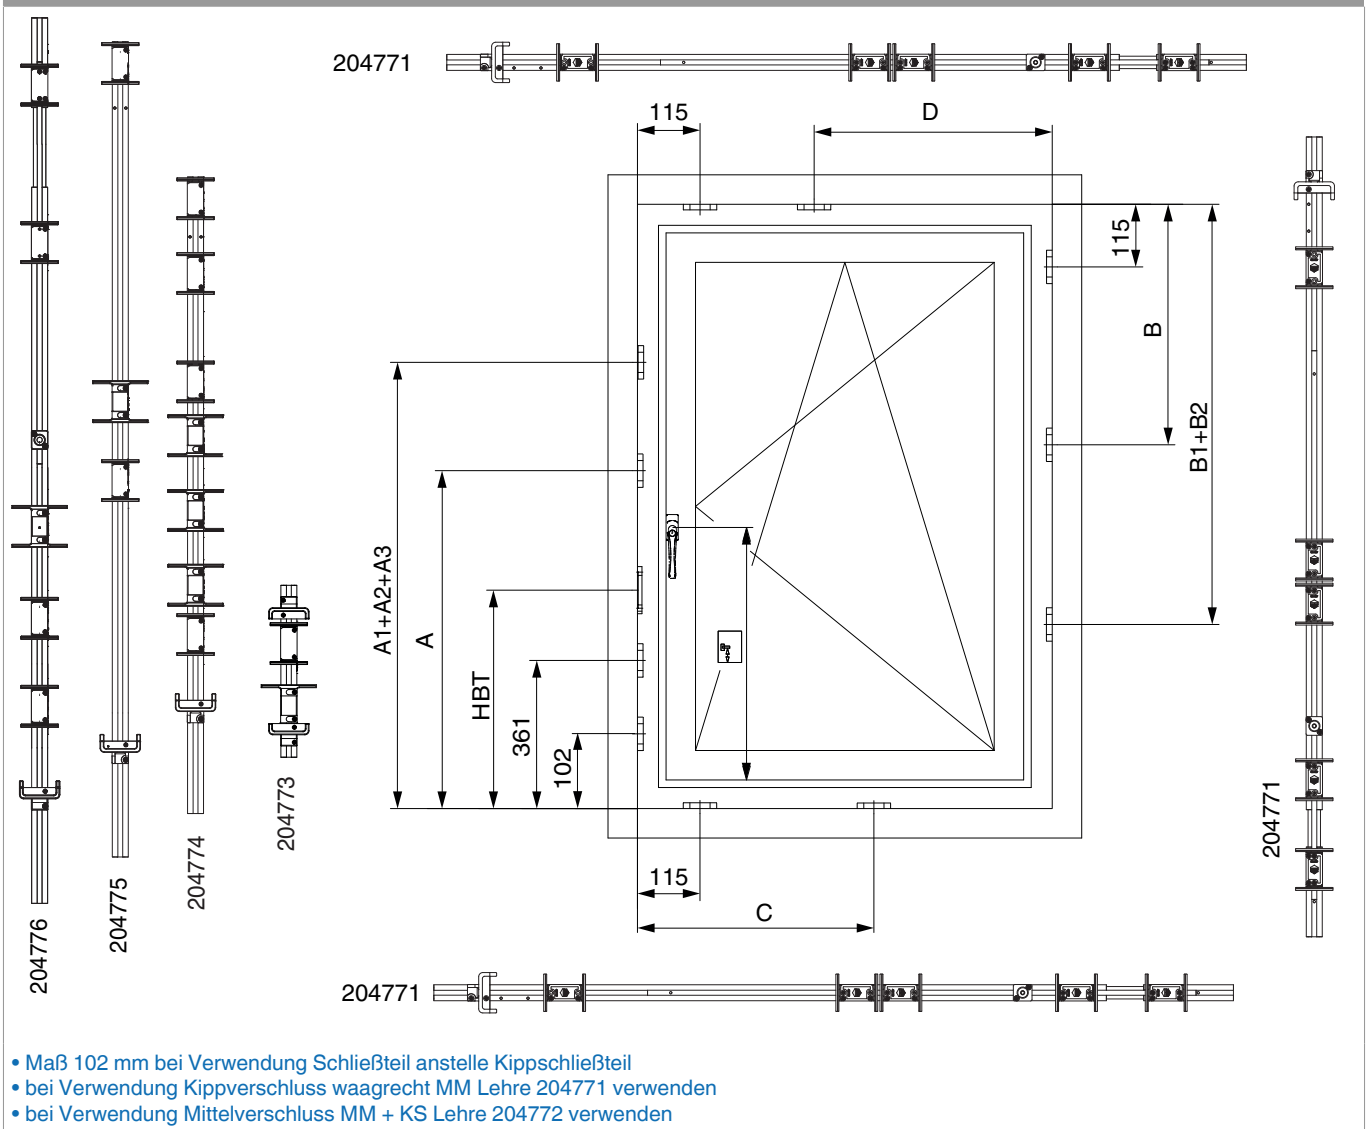 204771
115
D
115
B
B1+B2
A1+A2+A3
A
HBT
361
102
115
C
204776
204775
204774
204773
204771
204771
• Maß 102 mm bei Verwendung Schließteil anstelle Kippschließteil
• bei Verwendung Kippverschluss waagrecht MM Lehre 204771 verwenden
• bei Verwendung Mittelverschluss MM + KS Lehre 204772 verwenden